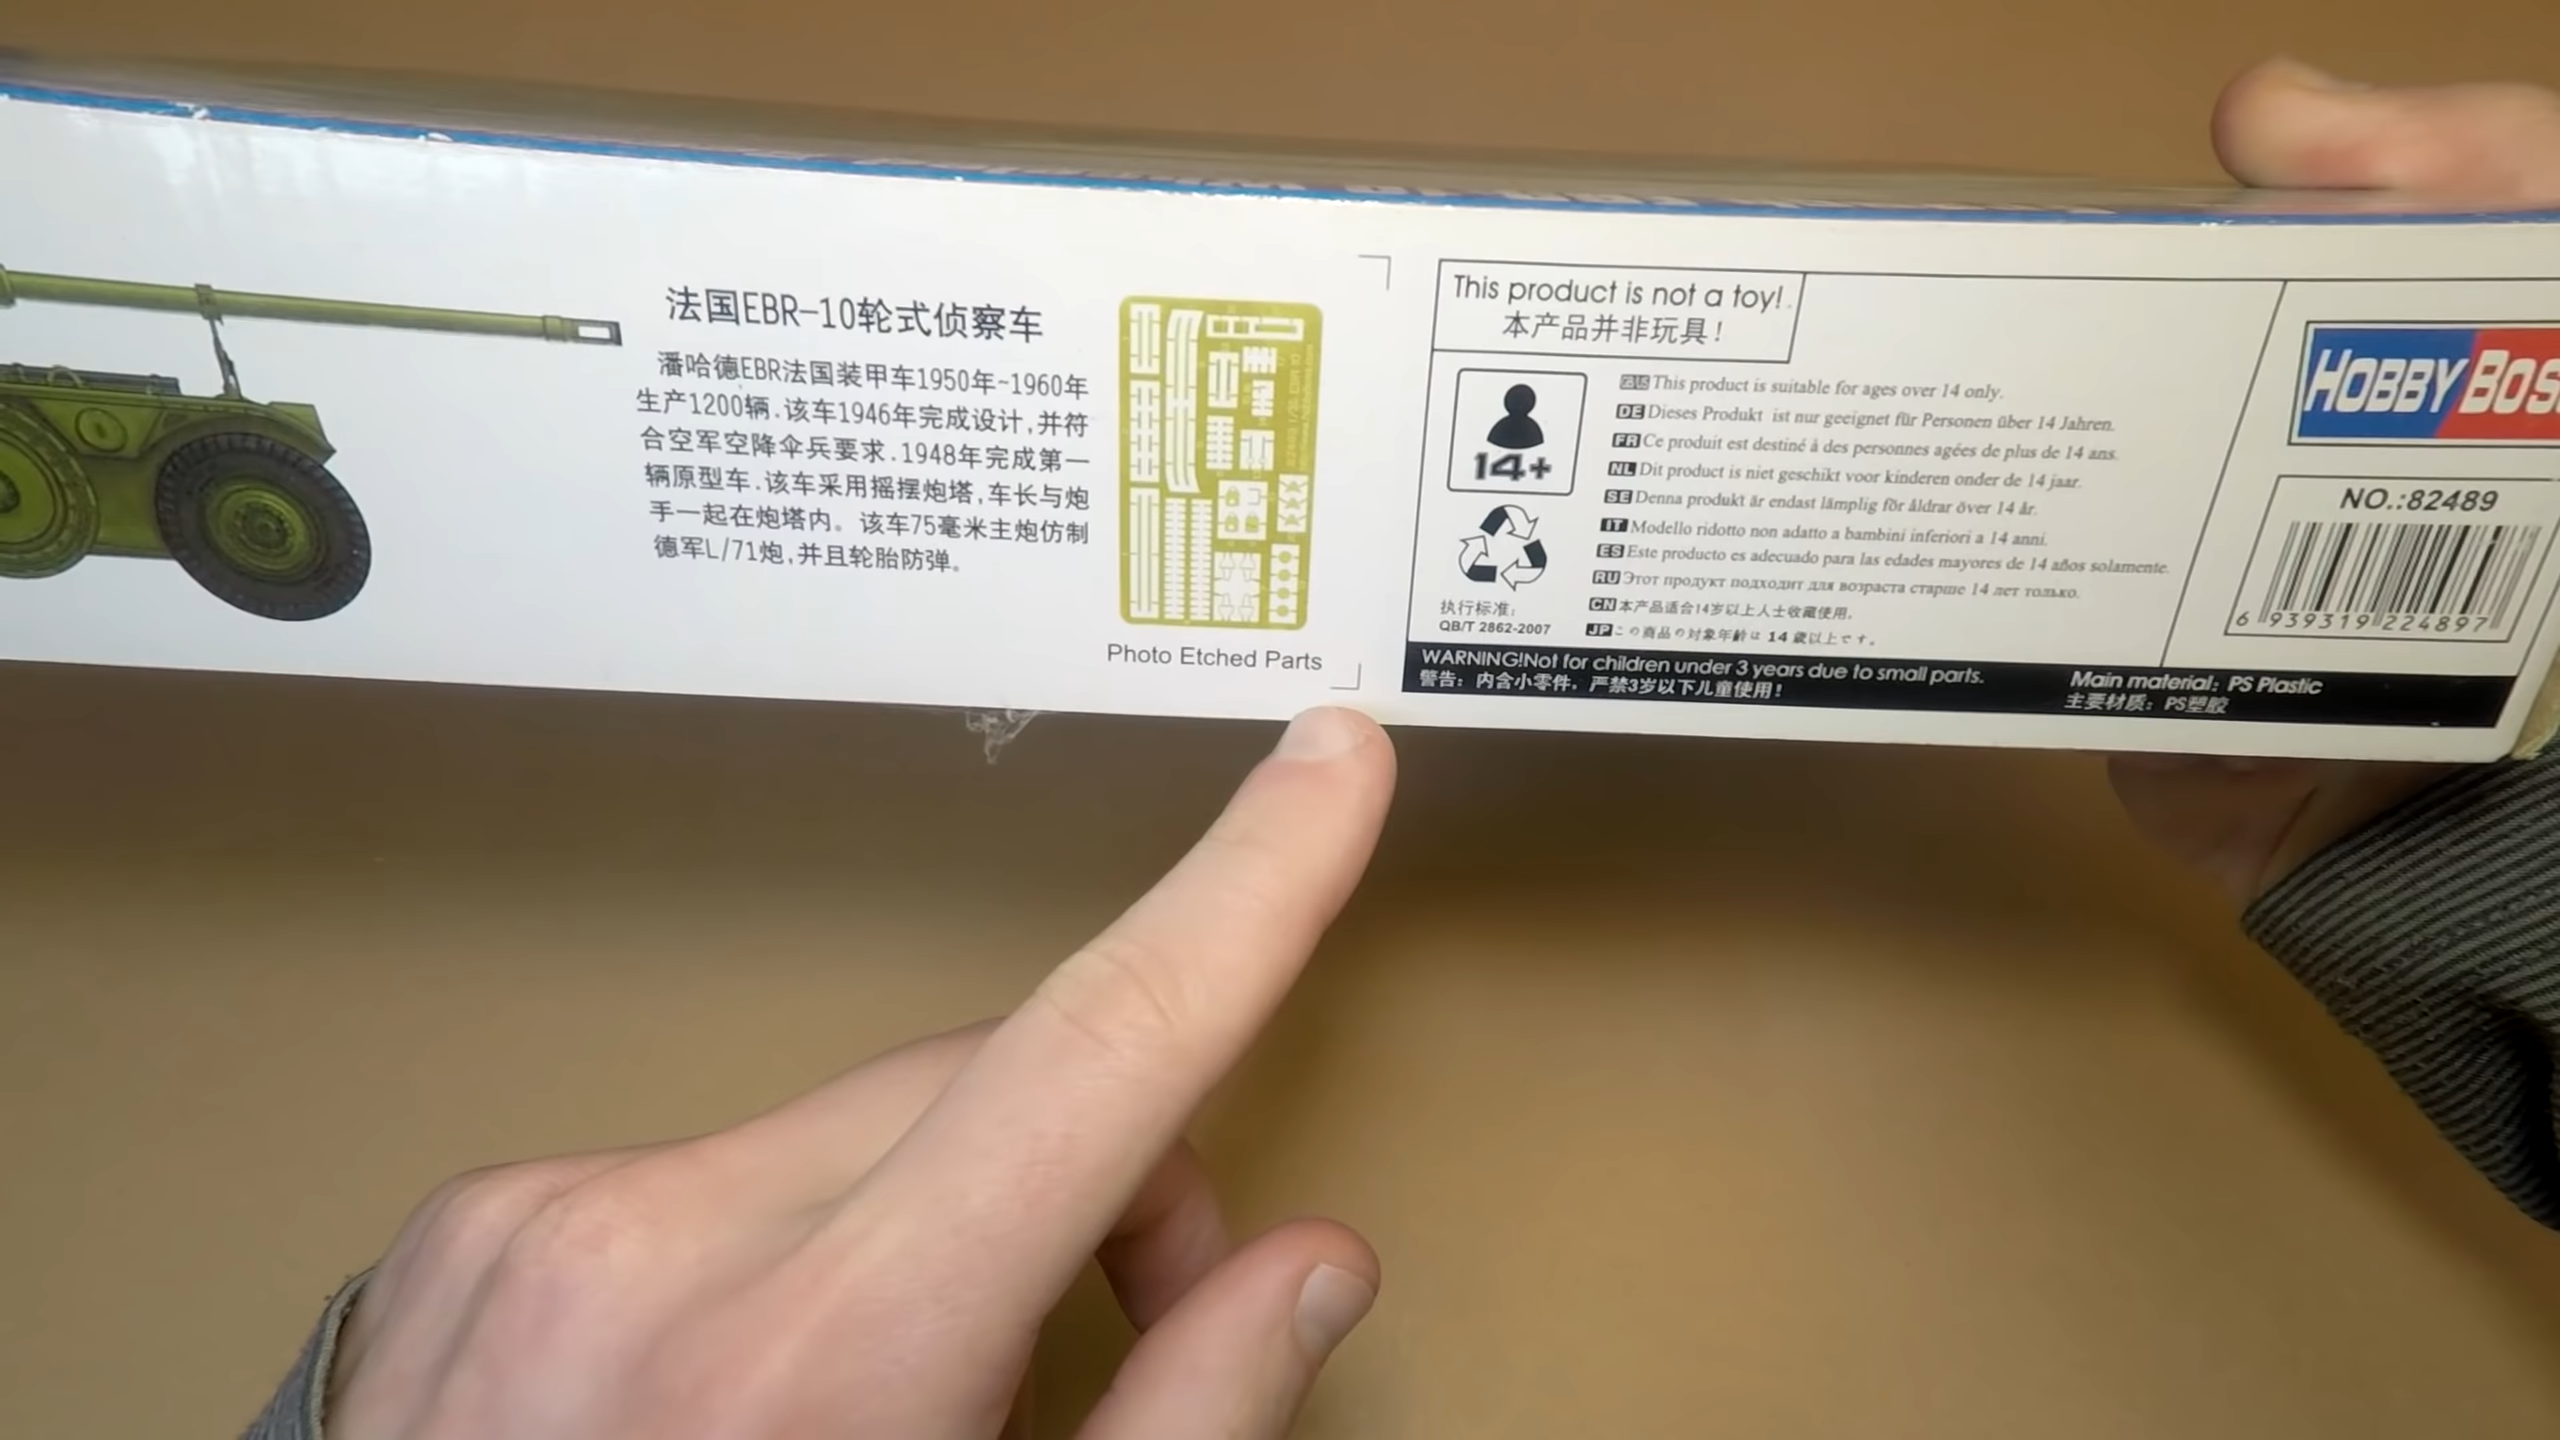 法国EBR-10轮式侦察车
潘哈德EBR法国装甲车1950年-1960年
生产1200辆.该车1946年完成设计,并符
合空军空降伞兵要求.1948年完成第一
辆原型车.该车采用摇摆炮塔,车长与炮
手一起在炮塔内。该车75毫米主炮仿制
德军L/71炮,并且轮胎防弹。
Photo Etched Parts
This product is not a toy!
本产品并非玩具!
14+
执行标准:
QB/T 2862-2007
This product is suitable for ages over 14 only.
DE Dieses Produkt ist nur geeignet für Personen über 14 Jahren.
FR Ce produit est destiné à des personnes agées de plus de 14 ans.
NL Dit product is niet geschikt voor kinderen onder de 14 jaar.
SE Denna produkt är endast lämplig för åldrar över 14 år.
IT Modello ridotto non adatto a bambini inferiori a 14 anni.
ES Este producto es adecuado para las edades mayores de 14 años solamente.
RU Этот продукт подходит для возраста старше 14 лет только.
CN 本产品适合14岁以上人士收藏使用.
JP この商品の対象年齢は 14 歳以上です.
WARNING!Not for children under 3 years due to small parts.
警告: 内含小零件, 严禁3岁以下儿童使用!
Main material: PS Plastic
主要材质: PS塑胶
HOBBY BOS
NO.:82489
6 939319 224897